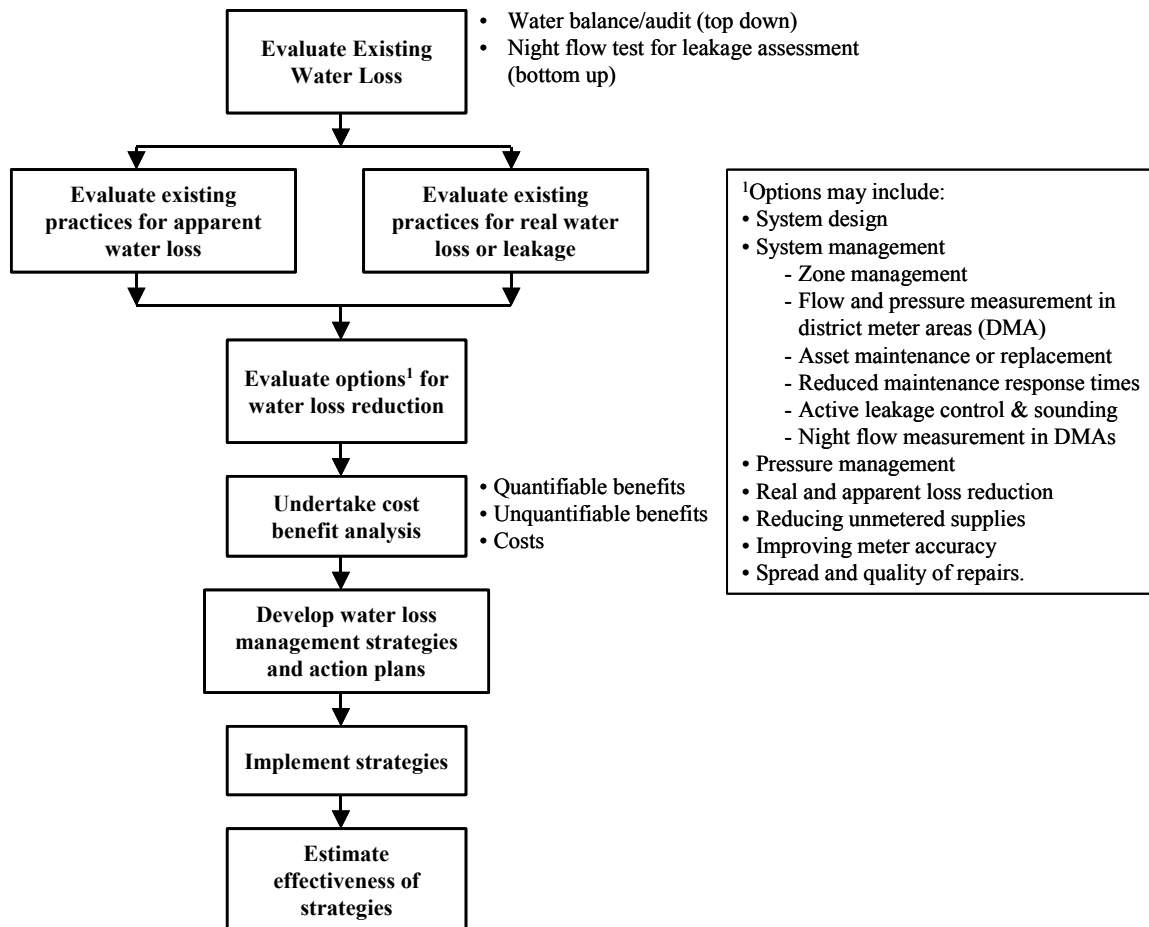 Evaluate Existing
Water Loss
• Water balance/audit (top down)
• Night flow test for leakage assessment
(bottom up)
Evaluate existing
practices for apparent
water loss
Evaluate existing
practices for real water
loss or leakage
Evaluate options¹ for
water loss reduction
Undertake cost
benefit analysis
• Quantifiable benefits
• Unquantifiable benefits
• Costs
Develop water loss
management strategies
and action plans
Implement strategies
Estimate
effectiveness of
strategies
¹Options may include:
• System design
• System management
- Zone management
- Flow and pressure measurement in
district meter areas (DMA)
- Asset maintenance or replacement
- Reduced maintenance response times
- Active leakage control & sounding
- Night flow measurement in DMAs
• Pressure management
• Real and apparent loss reduction
• Reducing unmetered supplies
• Improving meter accuracy
• Spread and quality of repairs.